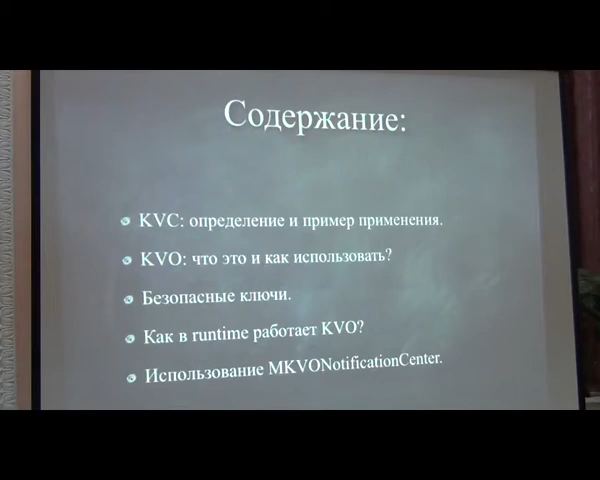 Содержание:
KVC: определение и пример применения.
KVO: что это и как использовать?
Безопасные ключи.
Как в runtime работает KVO?
Использование MKVONotificationCenter.